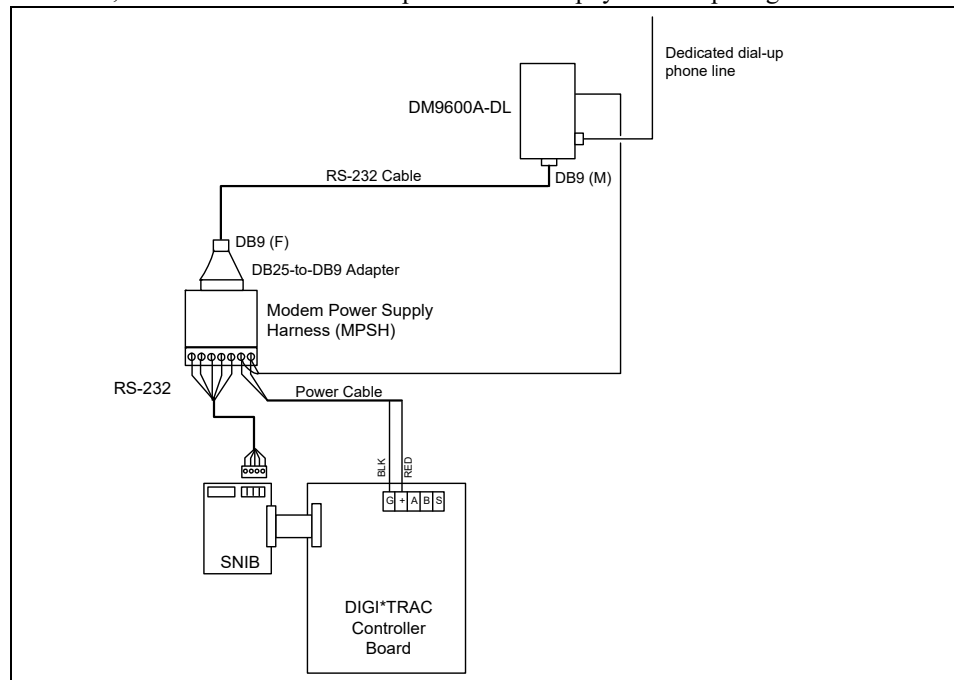 Dedicated dial-up
phone line
DM9600A-DL
RS-232 Cable
DB9 (M)
DB9 (F)
DB25-to-DB9 Adapter
Modem Power Supply
Harness (MPSH)
RS-232
Power Cable
BLK
RED
G + A B S
SNIB
DIGI*TRAC
Controller
Board